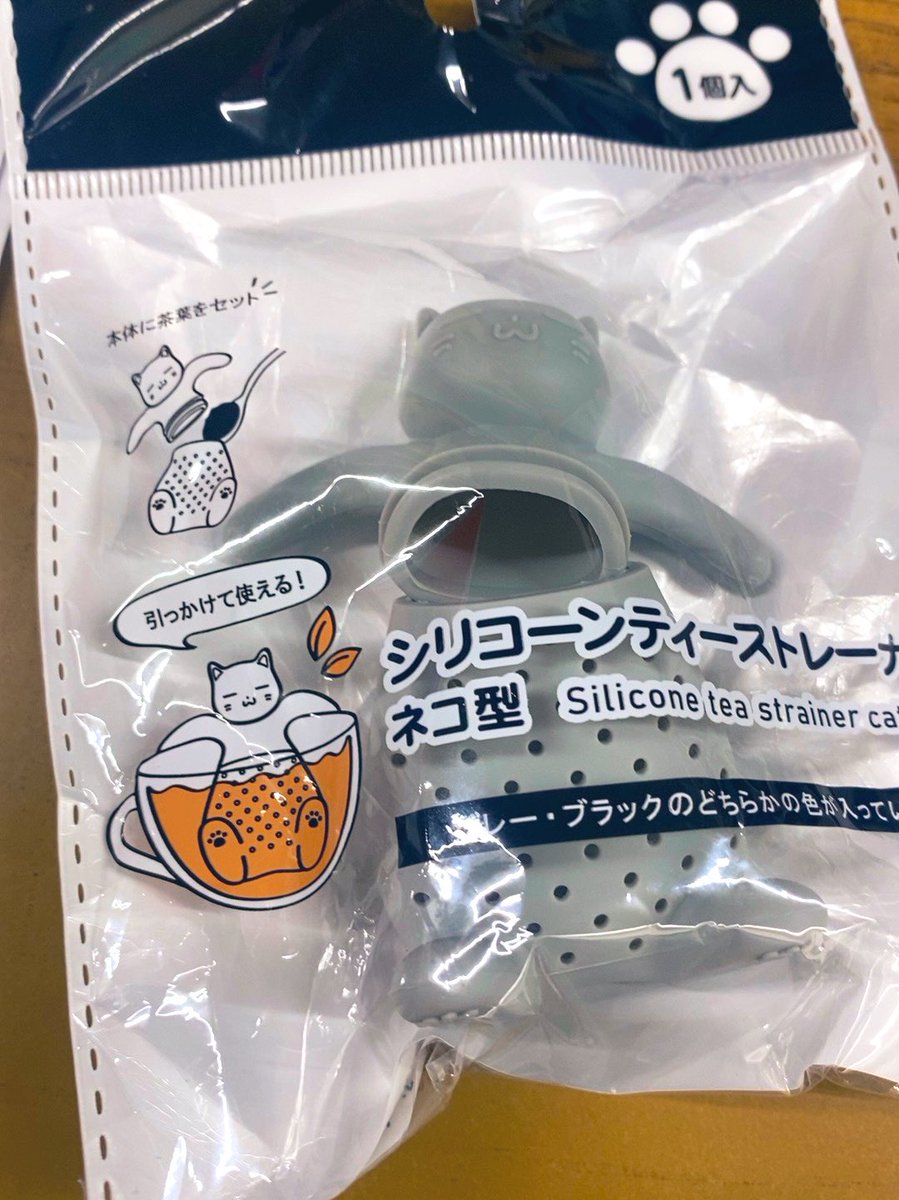 1個入
本体に茶葉をセット
引っかけて使える!
シリコーンティーストレーナ
ネコ型 Silicone tea strainer
レー・ブラックのどちらかの色が入ってい